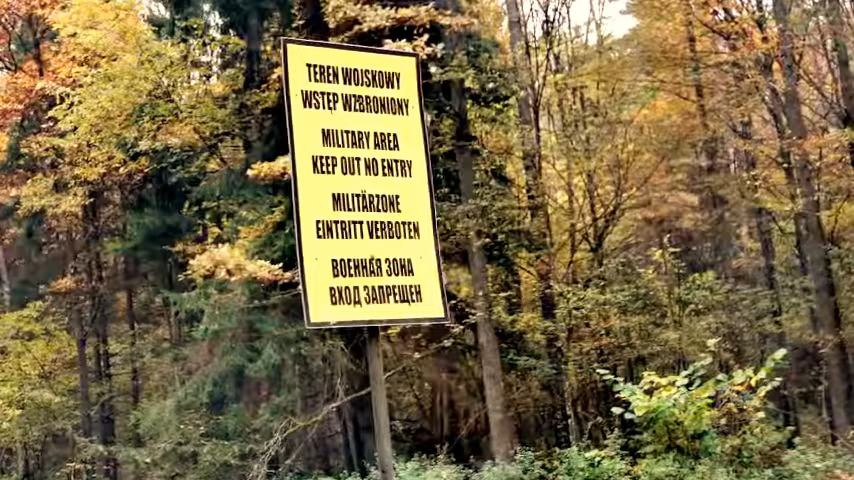 TEREN WOJSKOWY
WSTĘP WZBRONIONY
MILITARY AREA
KEEP OUT NO ENTRY
MILITÄRZONE
EINTRITT VERBOTEN
ВОЕННАЯ ЗОНА
ВХОД ЗАПРЕЩЕН